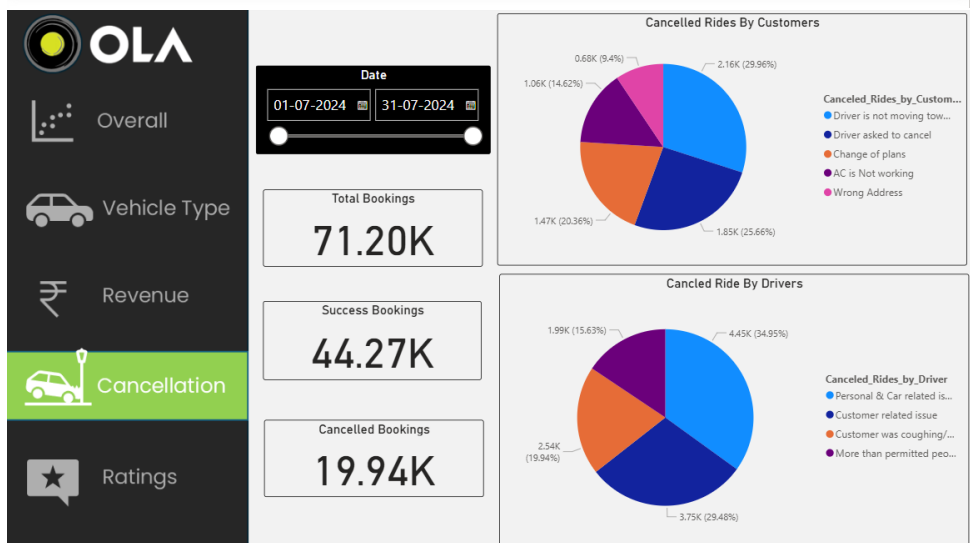 OLA
Overall
Vehicle Type
Revenue
Cancellation
Ratings
Date
01-07-2024 31-07-2024
Total Bookings
71.20K
Success Bookings
44.27K
Cancelled Bookings
19.94K
Cancelled Rides By Customers
0.68K (9.4%)
2.16K (29.96%)
1.06K (14.62%)
1.47K (20.36%)
1.85K (25.66%)
Canceled_Rides_by_Custom...
Driver is not moving tow...
Driver asked to cancel
Change of plans
AC is Not working
Wrong Address
Cancled Ride By Drivers
1.99K (15.63%)
4.45K (34.95%)
2.54K
(19.94%)
3.75K (29.48%)
Canceled_Rides_by_Driver
Personal & Car related is...
Customer related issue
Customer was coughing/...
More than permitted peo...